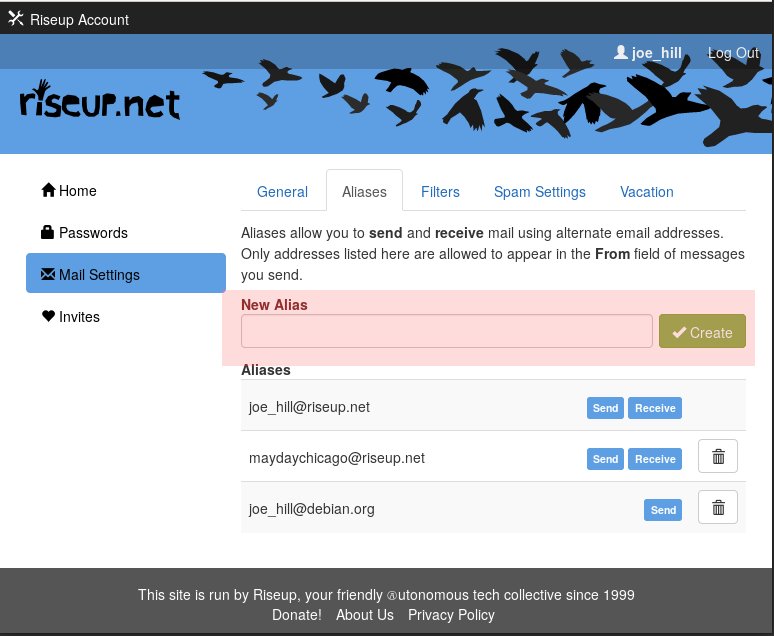 Riseup Account
joe_hill Log Out
riseup.net
Home
Passwords
Mail Settings
Invites
General Aliases Filters Spam Settings Vacation
Aliases allow you to send and receive mail using alternate email addresses.
Only addresses listed here are allowed to appear in the From field of messages
you send.
New Alias
Create
Aliases
joe_hill@riseup.net Send Receive
maydaychicago@riseup.net Send Receive
joe_hill@debian.org Send
This site is run by Riseup, your friendly Ⓐutonomous tech collective since 1999
Donate! About Us Privacy Policy